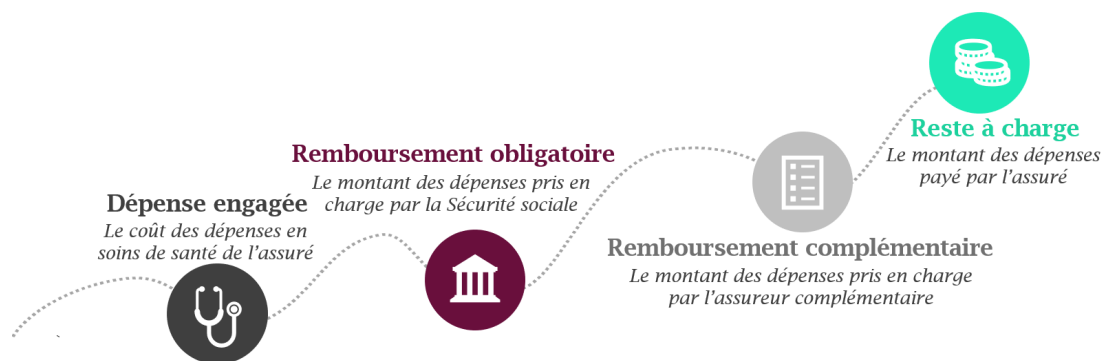 Dépense engagée
Le coût des dépenses en
soins de santé de l'assuré
Remboursement obligatoire
Le montant des dépenses pris en
charge par la Sécurité sociale
Remboursement complémentaire
Le montant des dépenses pris en charge
par l'assureur complémentaire
Reste à charge
Le montant des dépenses
payé par l'assuré